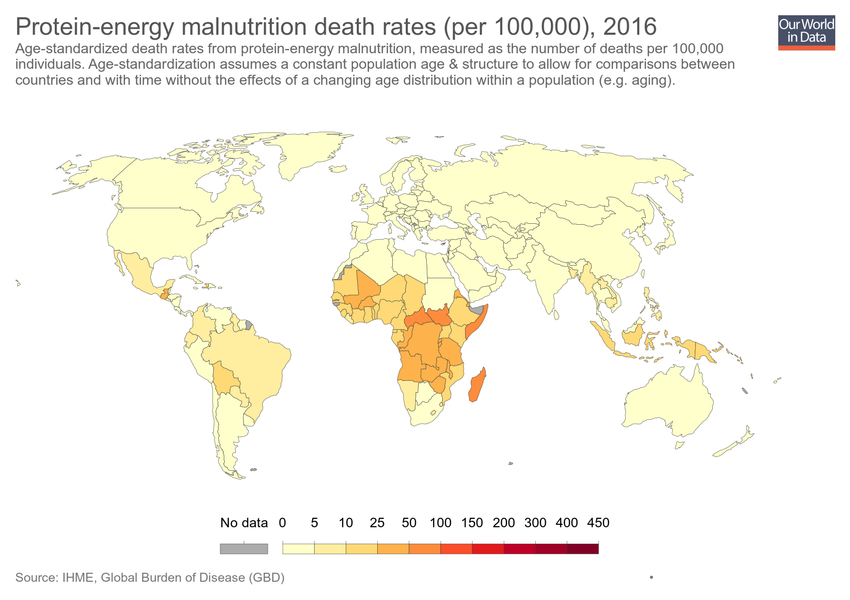 Protein-energy malnutrition death rates (per 100,000), 2016
Our World
in Data
Age-standardized death rates from protein-energy malnutrition, measured as the number of deaths per 100,000
individuals. Age-standardization assumes a constant population age & structure to allow for comparisons between
countries and with time without the effects of a changing age distribution within a population (e.g. aging).
No data 0 5 10 25 50 100 150 200 300 400 450
Source: IHME, Global Burden of Disease (GBD)